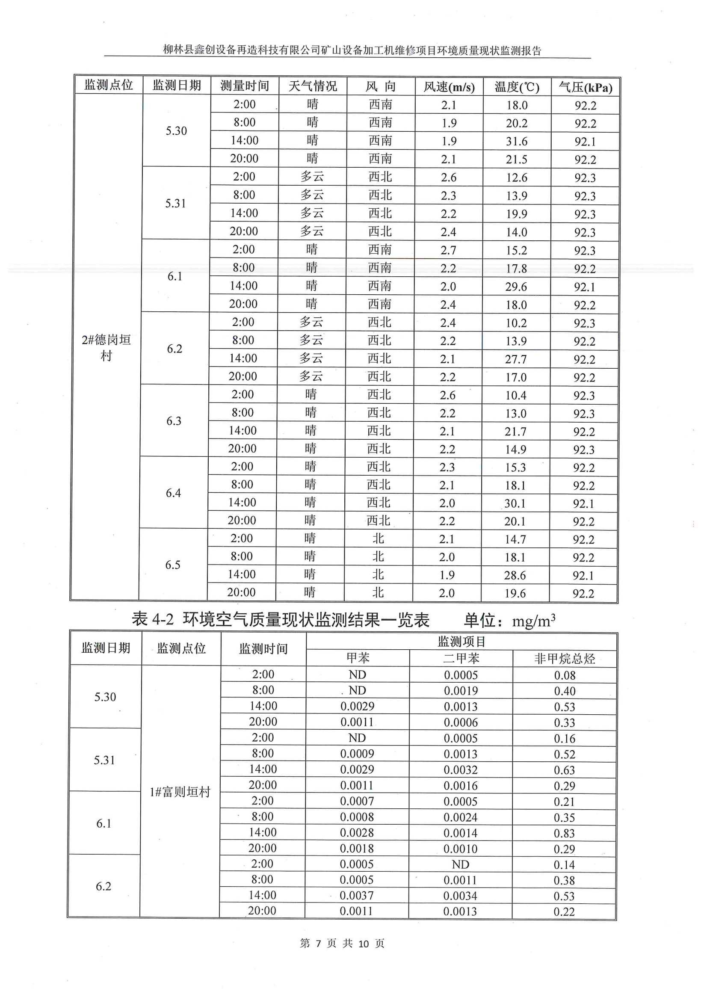 柳林县鑫创设备再造科技有限公司矿山设备加工机维修项目环境质量现状监测报告
监测点位 监测日期 测量时间 天气情况 风 向 风速(m/s) 温度(℃) 气压(kPa)
2#德岗垣村
5.30
2:00 晴 西南 2.1 18.0 92.2
8:00 晴 西南 1.9 20.2 92.2
14:00 晴 西南 1.9 31.6 92.1
20:00 晴 西南 2.1 21.5 92.2
5.31
2:00 多云 西北 2.6 12.6 92.3
8:00 多云 西北 2.3 13.9 92.3
14:00 多云 西北 2.2 19.9 92.3
20:00 多云 西北 2.4 14.0 92.3
6.1
2:00 晴 西南 2.7 15.2 92.3
8:00 晴 西南 2.2 17.8 92.2
14:00 晴 西南 2.0 29.6 92.1
20:00 晴 西南 2.4 18.0 92.2
6.2
2:00 多云 西北 2.4 10.2 92.3
8:00 多云 西北 2.2 13.9 92.2
14:00 多云 西北 2.1 27.7 92.2
20:00 多云 西北 2.2 17.0 92.2
6.3
2:00 晴 西北 2.6 10.4 92.3
8:00 晴 西北 2.2 13.0 92.3
14:00 晴 西北 2.1 21.7 92.2
20:00 晴 西北 2.2 14.9 92.3
6.4
2:00 晴 西北 2.3 15.3 92.2
8:00 晴 西北 2.1 18.1 92.2
14:00 晴 西北 2.0 30.1 92.1
20:00 晴 西北 2.2 20.1 92.2
6.5
2:00 晴 北 2.1 14.7 92.2
8:00 晴 北 2.0 18.1 92.2
14:00 晴 北 1.9 28.6 92.1
20:00 晴 北 2.0 19.6 92.2
表 4-2 环境空气质量现状监测结果一览表 单位：mg/m³
监测日期 监测点位 监测时间 监测项目
甲苯 二甲苯 非甲烷总烃
1#富则垣村
5.30
2:00 ND 0.0005 0.08
8:00 ND 0.0019 0.40
14:00 0.0029 0.0013 0.53
20:00 0.0011 0.0006 0.33
5.31
2:00 ND 0.0005 0.16
8:00 0.0009 0.0013 0.52
14:00 0.0029 0.0032 0.63
20:00 0.0011 0.0016 0.29
6.1
2:00 0.0007 0.0005 0.21
8:00 0.0008 0.0024 0.35
14:00 0.0028 0.0014 0.83
20:00 0.0018 0.0010 0.29
6.2
2:00 0.0005 ND 0.14
8:00 0.0005 0.0011 0.38
14:00 0.0037 0.0034 0.53
20:00 0.0011 0.0013 0.22
第 7 页 共 10 页